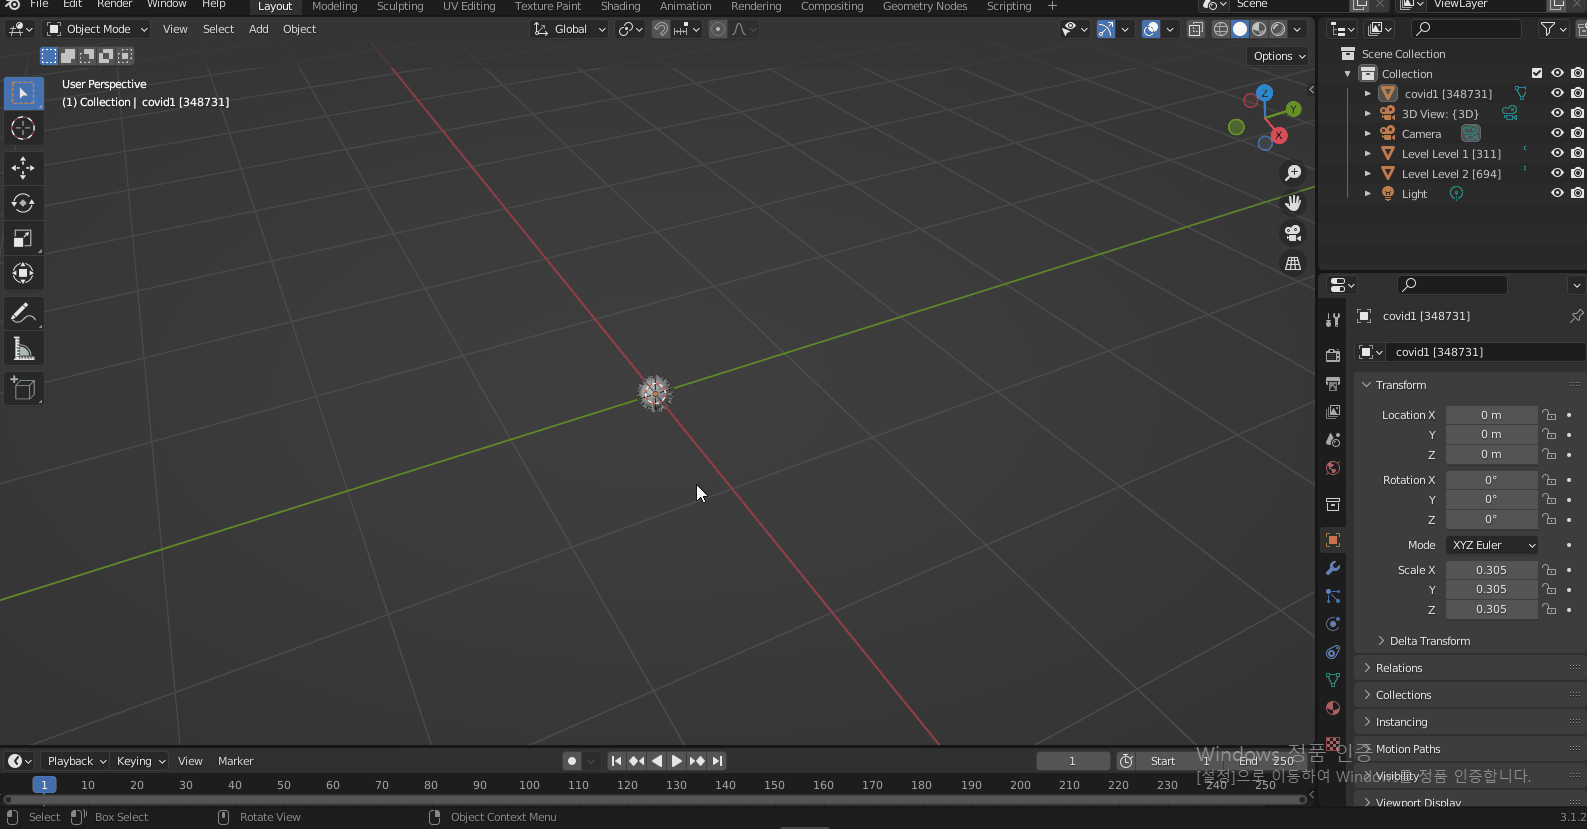 File Edit Render Window Help Layout Modeling Sculpting UV Editing Texture Paint Shading Animation Rendering Compositing Geometry Nodes Scripting + Scene ViewLayer
Object Mode View Select Add Object Global
Options
User Perspective
(1) Collection | covid1 [348731]
Z
Y
X
Scene Collection
Collection
covid1 [348731]
3D View: {3D}
Camera
Level Level 1 [311]
Level Level 2 [694]
Light
covid1 [348731]
covid1 [348731]
Transform
Location X 0 m
Y 0 m
Z 0 m
Rotation X 0°
Y 0°
Z 0°
Mode XYZ Euler
Scale X 0.305
Y 0.305
Z 0.305
Delta Transform
Relations
Collections
Instancing
Motion Paths
Visibility
Viewport Display
Windows 정품 인증
[설정]으로 이동하여 Windows를 정품 인증합니다.
Playback Keying View Marker 1 Start 1 End 250
1 10 20 30 40 50 60 70 80 90 100 110 120 130 140 150 160 170 180 190 200 210 220 230 240 250
Select Box Select Rotate View Object Context Menu 3.1.2